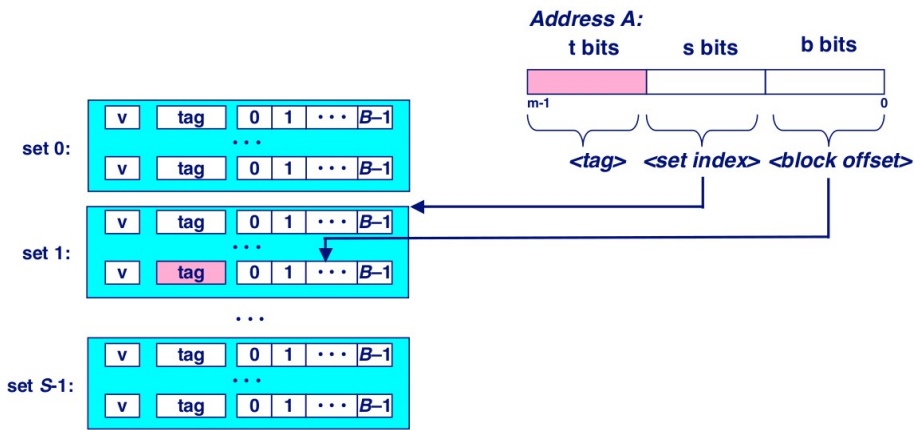 Address A:
t bits s bits b bits
m-1 0
<tag> <set index> <block offset>
set 0:
v tag 0 1 • • • B–1
• • •
v tag 0 1 • • • B–1
set 1:
v tag 0 1 • • • B–1
• • •
v tag 0 1 • • • B–1
• • •
set S-1:
v tag 0 1 • • • B–1
• • •
v tag 0 1 • • • B–1